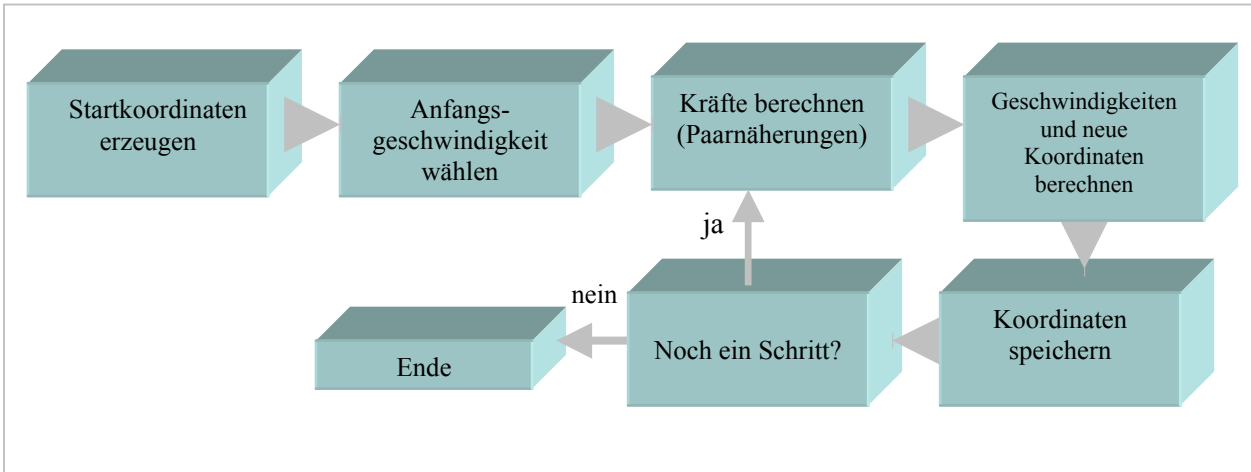 Startkoordinaten
erzeugen
Anfangs-
geschwindigkeit
wählen
Kräfte berechnen
(Paarnäherungen)
Geschwindigkeiten
und neue
Koordinaten
berechnen
Koordinaten
speichern
Noch ein Schritt?
ja
nein
Ende